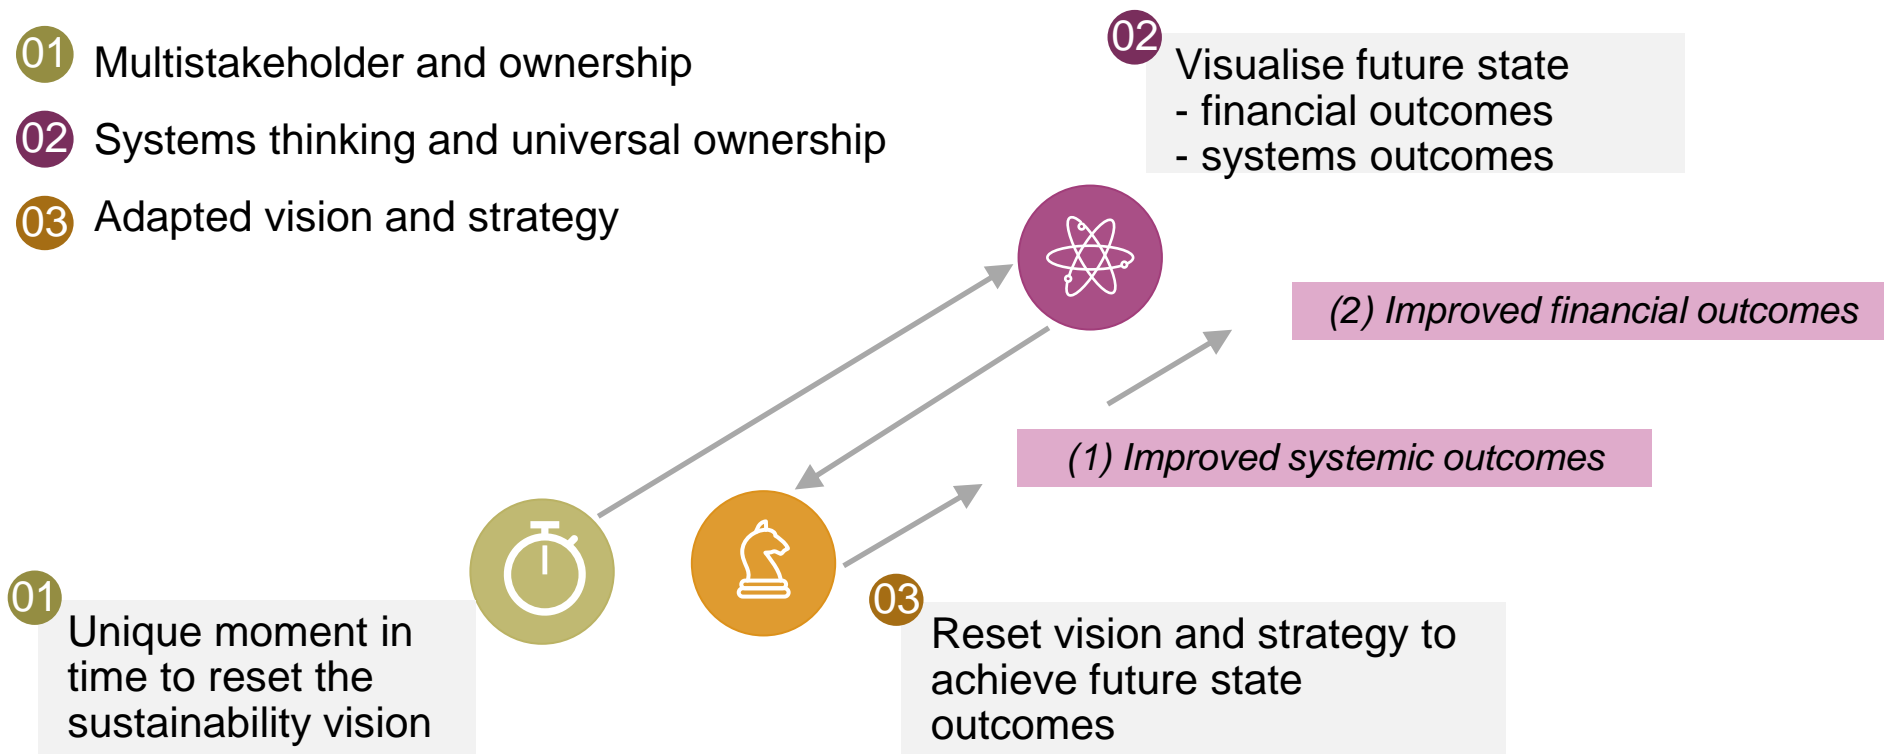 01 Multistakeholder and ownership
02 Systems thinking and universal ownership
03 Adapted vision and strategy
02
Visualise future state
- financial outcomes
- systems outcomes
(2) Improved financial outcomes
(1) Improved systemic outcomes
01
Unique moment in
time to reset the
sustainability vision
03
Reset vision and strategy to
achieve future state
outcomes